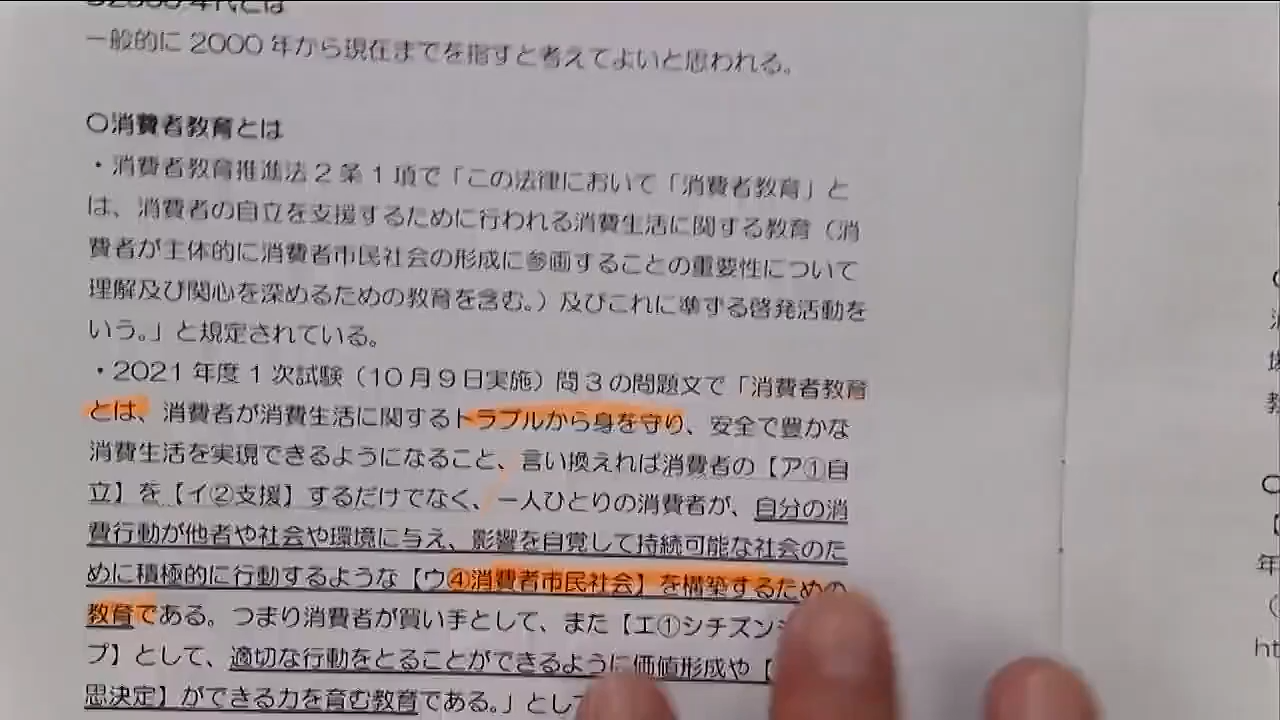 ○2000年代とは
一般的に 2000 年から現在までを指すと考えてよいと思われる。
○消費者教育とは
・消費者教育推進法２条１項で「この法律において「消費者教育」と
は、消費者の自立を支援するために行われる消費生活に関する教育（消
費者が主体的に消費者市民社会の形成に参画することの重要性について
理解及び関心を深めるための教育を含む。）及びこれに準ずる啓発活動を
いう。」と規定されている。
・2021 年度１次試験（10月９日実施）問３の問題文で「消費者教育
とは、消費者が消費生活に関するトラブルから身を守り、安全で豊かな
消費生活を実現できるようになること、言い換えれば消費者の【ア①自
立】を【イ②支援】するだけでなく、一人ひとりの消費者が、自分の消
費行動が他者や社会や環境に与え、影響を自覚して持続可能な社会のた
めに積極的に行動するような【ウ④消費者市民社会】を構築するための
教育である。つまり消費者が買い手として、また【エ①シチズンシ
プ】として、適切な行動をとることができるように価値形成や【
思決定】ができる力を育む教育である。」として
年
ht